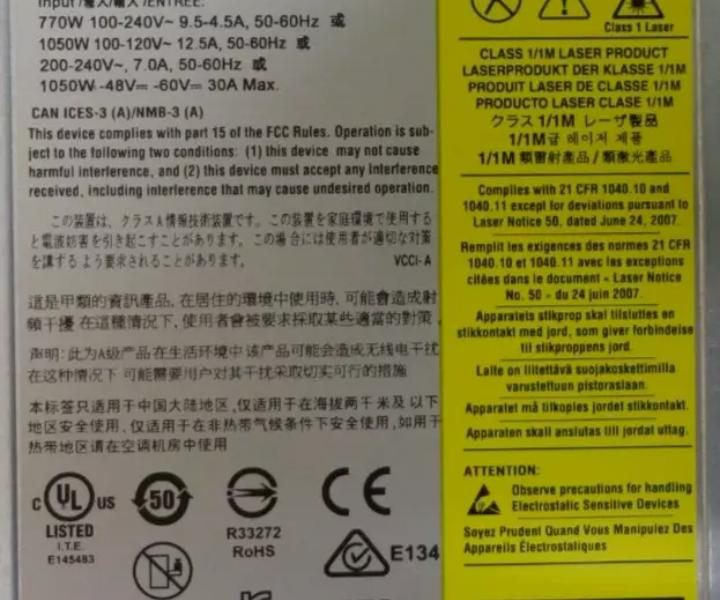 Input /輸入/輸入 /ENTREE:
770W 100-240V~ 9.5-4.5A, 50-60Hz 或
1050W 100-120V~ 12.5A, 50-60Hz 或
200-240V~, 7.0A, 50-60Hz 或
1050W -48V⎓ -60V⎓ 30A Max.
CAN ICES-3 (A)/NMB-3 (A)
This device complies with part 15 of the FCC Rules. Operation is sub-
ject to the following two conditions: (1) this device may not cause
harmful interference, and (2) this device must accept any interference
received, including interference that may cause undesired operation.
この装置は、クラスA情報技術装置です。この装置を家庭環境で使用する
と電波妨害を引き起こすことがあります。この場合には使用者が適切な対策
を講ずるよう要求されることがあります。 VCCI-A
這是甲類的資訊產品, 在居住的環境中使用時, 可能會造成射
頻干擾 在這種情況下, 使用者會被要求採取某些適當的對策。
声明: 此为A级产品 在生活环境中 该产品可能会造成无线电干扰
在这种情况下 可能需要用户对其干扰采取切实可行的措施
本标签只适用于中国大陆地区,仅适用于在海拔两千米及以下
地区安全使用. 仅适用于在非热带气候条件下安全使用,如用于
热带地区请在空调机房中使用
C UL US
LISTED
I.T.E.
E145483
50
R33272
RoHS
CE
E134
Class 1 Laser
CLASS 1/1M LASER PRODUCT
LASERPRODUKT DER KLASSE 1/1M
PRODUIT LASER DE CLASSE 1/1M
PRODUCTO LASER CLASE 1/1M
クラス 1/1M レーザ製品
1/1M급 레이저 제품
1/1M 類雷射產品 / 類激光產品
Complies with 21 CFR 1040.10 and
1040.11 except for deviations pursuant to
Laser Notice 50, dated June 24, 2007.
Remplit les exigences des normes 21 CFR
1040.10 et 1040.11 avec les exceptions
citées dans le document « Laser Notice
No. 50 » du 24 juin 2007.
Apparatets stikprop skal tilsluttes en
stikkontakt med jord, som giver forbindelse
til stikproppens jord.
Laite on liitettävä suojakoskettimilla
varustettuun pistorasiaan.
Apparatet må tilkoples jordet stikkontakt.
Apparaten skall anslutas till jordat uttag.
ATTENTION:
Observe precautions for handling
Electrostatic Sensitive Devices
Soyez Prudent Quand Vous Manipulez Des
Appareils Électrostatiques